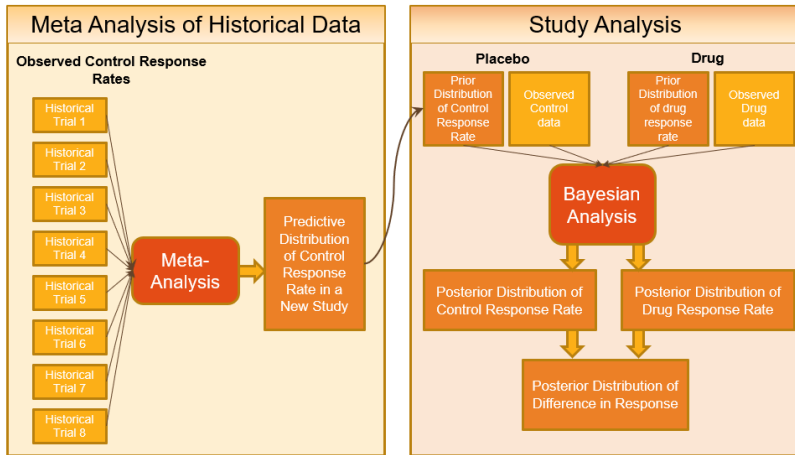 Meta Analysis of Historical Data
Observed Control Response
Rates
Historical
Trial 1
Historical
Trial 2
Historical
Trial 3
Historical
Trial 4
Historical
Trial 5
Historical
Trial 6
Historical
Trial 7
Historical
Trial 8
Meta-
Analysis
Predictive
Distribution
of Control
Response
Rate in a
New Study
Study Analysis
Placebo
Drug
Prior
Distribution
of Control
Response
Rate
Observed
Control
data
Prior
Distribution
of drug
response
rate
Observed
Drug
data
Bayesian
Analysis
Posterior Distribution of
Control Response Rate
Posterior Distribution of
Drug Response Rate
Posterior Distribution of
Difference in Response